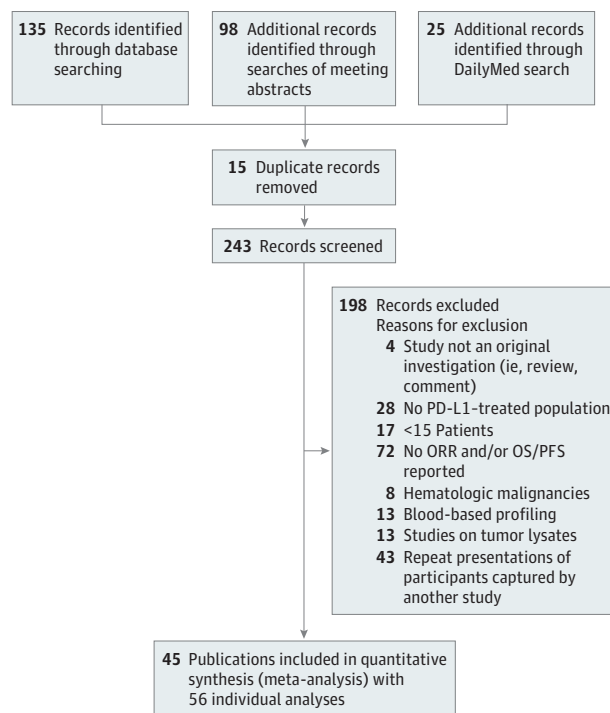 135 Records identified
through database
searching
98 Additional records
identified through
searches of meeting
abstracts
25 Additional records
identified through
DailyMed search
15 Duplicate records
removed
243 Records screened
198 Records excluded
Reasons for exclusion
4 Study not an original
investigation (ie, review,
comment)
28 No PD-L1-treated population
17 <15 Patients
72 No ORR and/or OS/PFS
reported
8 Hematologic malignancies
13 Blood-based profiling
13 Studies on tumor lysates
43 Repeat presentations of
participants captured by
another study
45 Publications included in quantitative
synthesis (meta-analysis) with
56 individual analyses